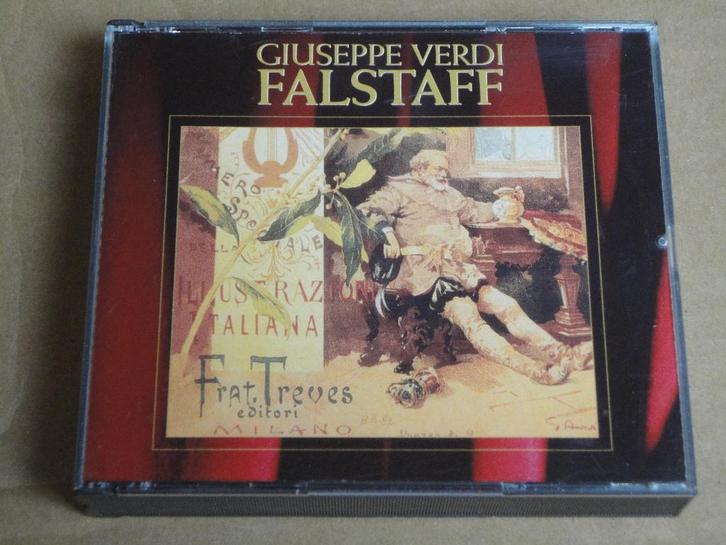 GIUSEPPE VERDI
FALSTAFF
NUMERO
SPECIALE
DELLA
ILLUSTRAZIONE
ITALIANA
Frat. Treves
editori
MILANO